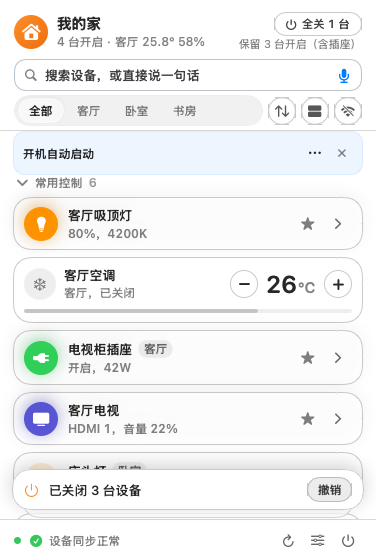 我的家
全关 1 台
4 台开启 · 客厅 25.8° 58%
保留 3 台开启（含插座）
搜索设备，或直接说一句话
全部 客厅 卧室 书房
开机自动启动
常用控制 6
客厅吸顶灯
80%，4200K
客厅空调
客厅，已关闭
26°C
电视柜插座 客厅
开启，42W
客厅电视
HDMI 1，音量 22%
已关闭 3 台设备 撤销
设备同步正常